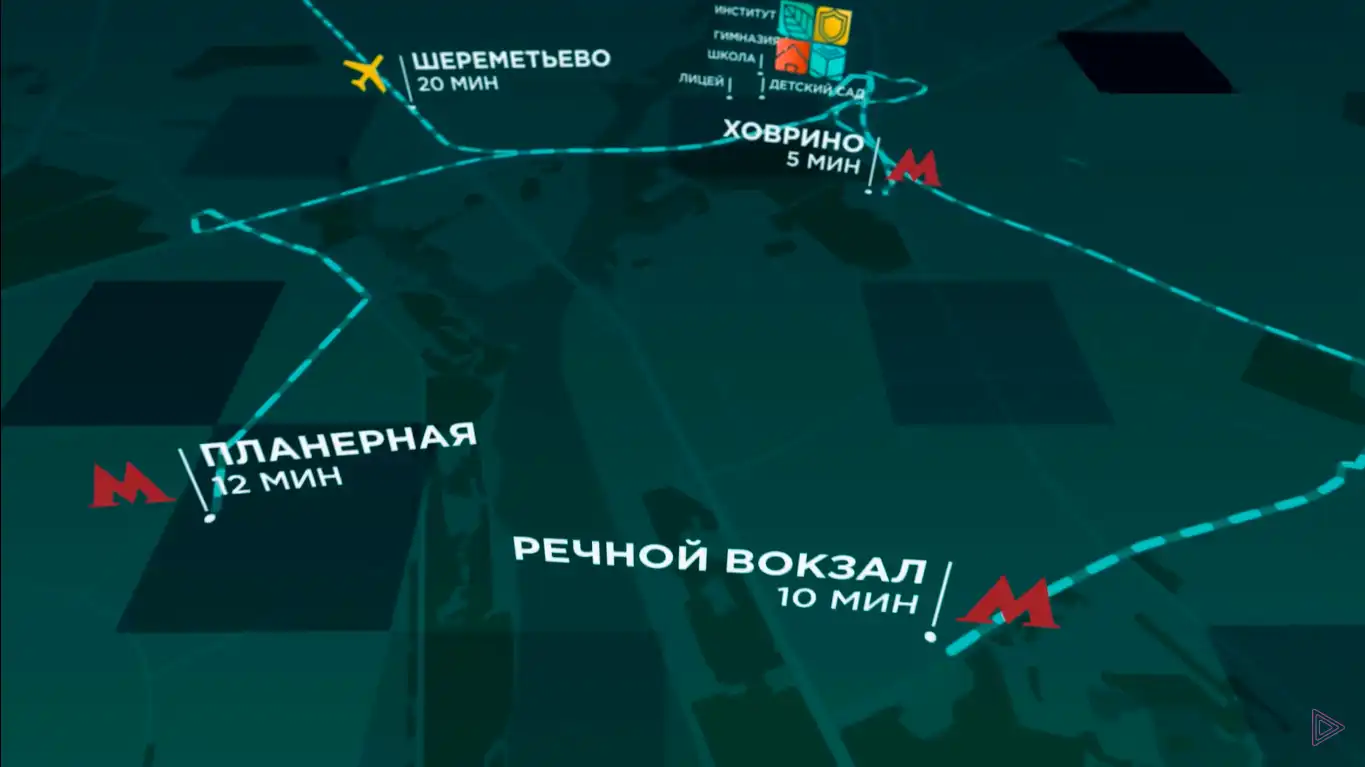 ИНСТИТУТ
ГИМНАЗИЯ
ШКОЛА
ЛИЦЕЙ
ДЕТСКИЙ САД
ШЕРЕМЕТЬЕВО
20 МИН
ХОВРИНО
5 МИН
ПЛАНЕРНАЯ
12 МИН
РЕЧНОЙ ВОКЗАЛ
10 МИН